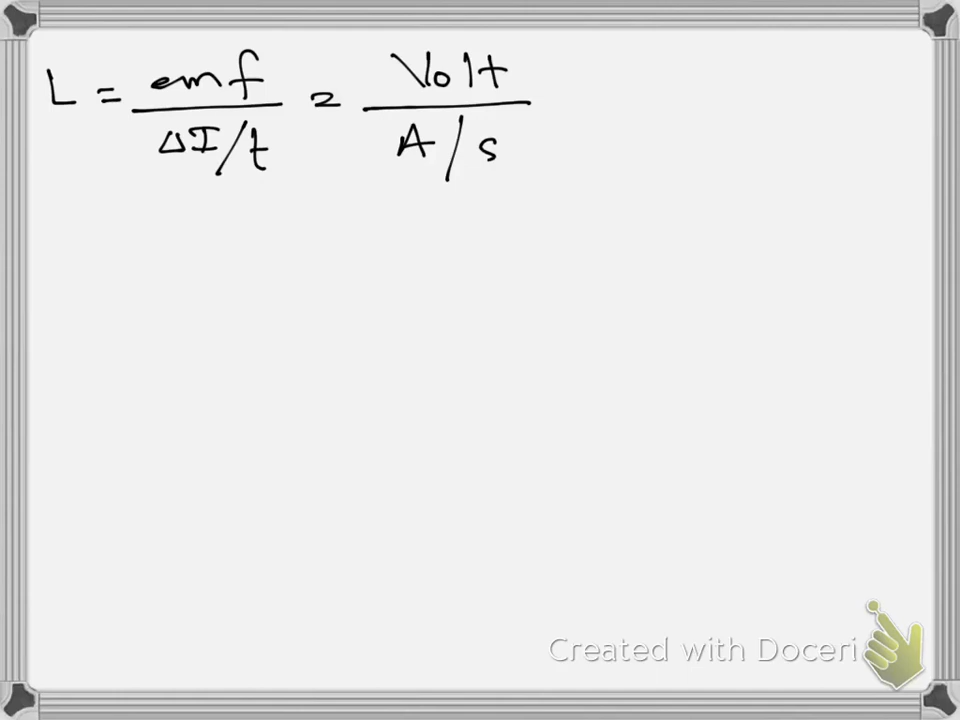 L = emf / ΔI/t = Volt / A/s
Created with Doceri